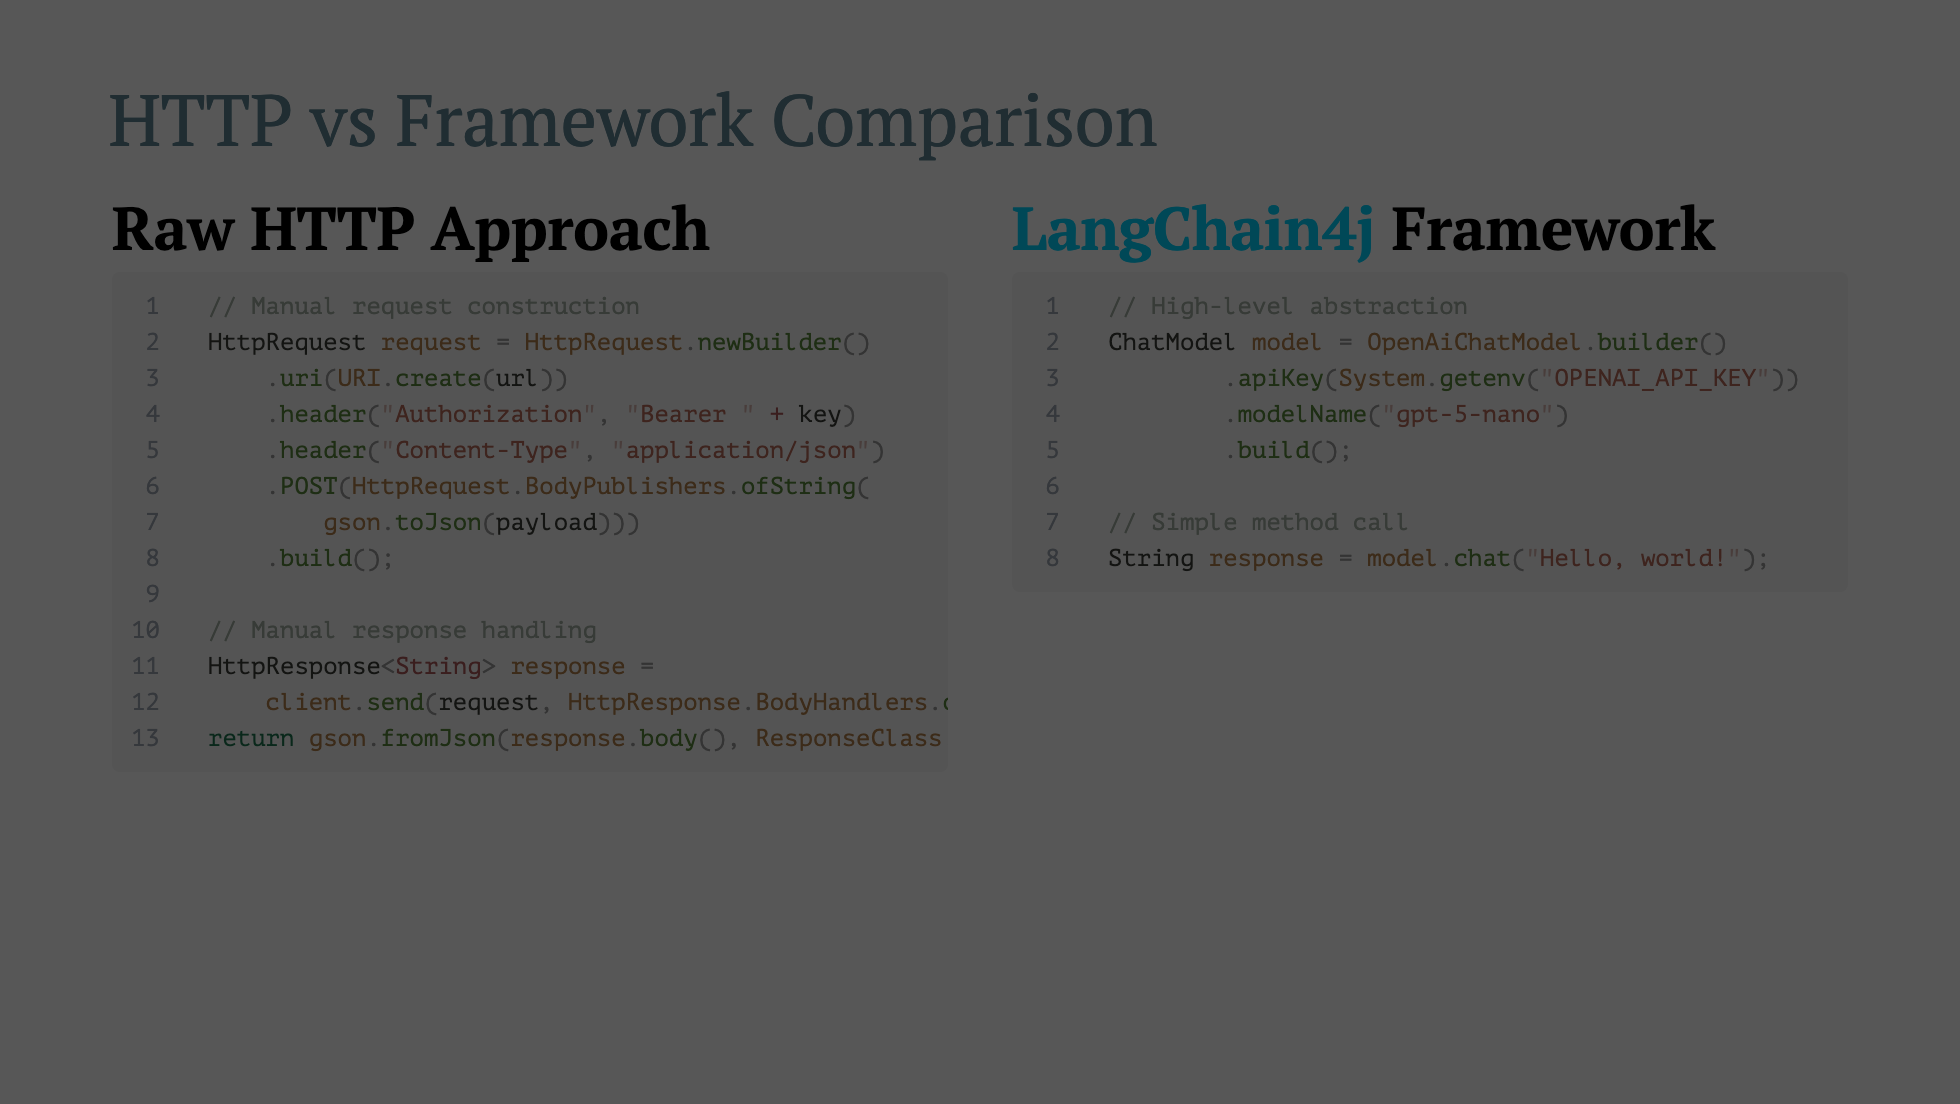 HTTP vs Framework Comparison
Raw HTTP Approach
1 // Manual request construction
2 HttpRequest request = HttpRequest.newBuilder()
3     .uri(URI.create(url))
4     .header("Authorization", "Bearer " + key)
5     .header("Content-Type", "application/json")
6     .POST(HttpRequest.BodyPublishers.ofString(
7         gson.toJson(payload)))
8     .build();
9
10 // Manual response handling
11 HttpResponse<String> response =
12     client.send(request, HttpResponse.BodyHandlers.
13 return gson.fromJson(response.body(), ResponseClass
LangChain4j Framework
1 // High-level abstraction
2 ChatModel model = OpenAiChatModel.builder()
3         .apiKey(System.getenv("OPENAI_API_KEY"))
4         .modelName("gpt-5-nano")
5         .build();
6
7 // Simple method call
8 String response = model.chat("Hello, world!");